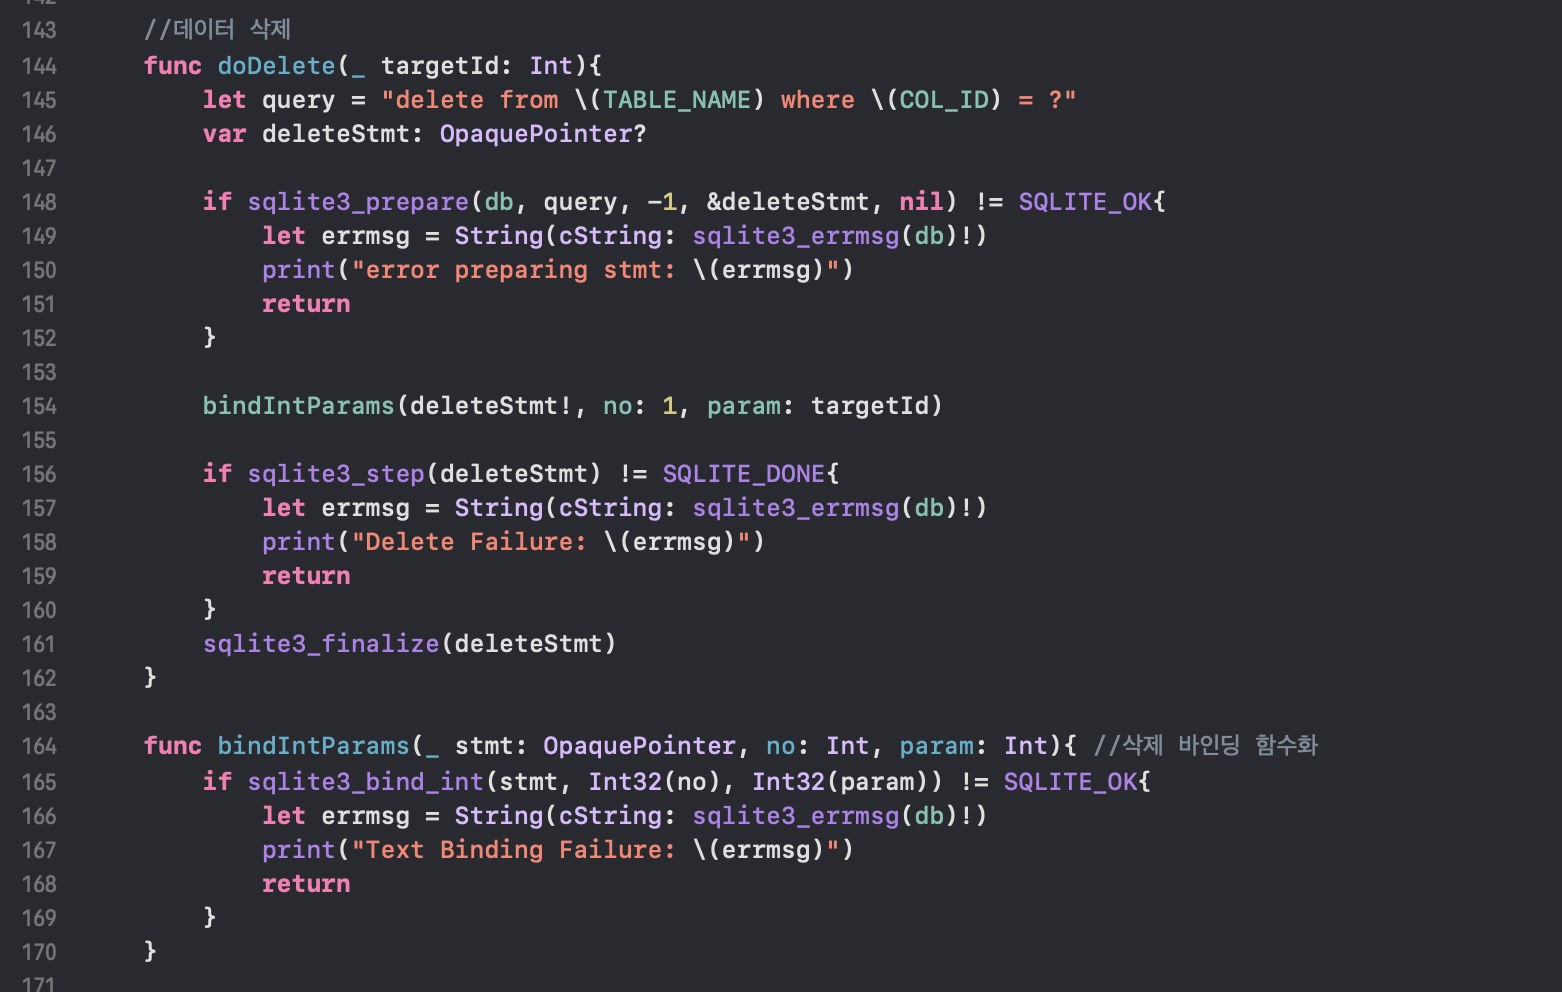 142
143 //데이터 삭제
144 func doDelete(_ targetId: Int){
145 let query = "delete from \(TABLE_NAME) where \(COL_ID) = ?"
146 var deleteStmt: OpaquePointer?
147
148 if sqlite3_prepare(db, query, -1, &deleteStmt, nil) != SQLITE_OK{
149 let errmsg = String(cString: sqlite3_errmsg(db)!)
150 print("error preparing stmt: \(errmsg)")
151 return
152 }
153
154 bindIntParams(deleteStmt!, no: 1, param: targetId)
155
156 if sqlite3_step(deleteStmt) != SQLITE_DONE{
157 let errmsg = String(cString: sqlite3_errmsg(db)!)
158 print("Delete Failure: \(errmsg)")
159 return
160 }
161 sqlite3_finalize(deleteStmt)
162 }
163
164 func bindIntParams(_ stmt: OpaquePointer, no: Int, param: Int){ //삭제 바인딩 함수화
165 if sqlite3_bind_int(stmt, Int32(no), Int32(param)) != SQLITE_OK{
166 let errmsg = String(cString: sqlite3_errmsg(db)!)
167 print("Text Binding Failure: \(errmsg)")
168 return
169 }
170 }
171